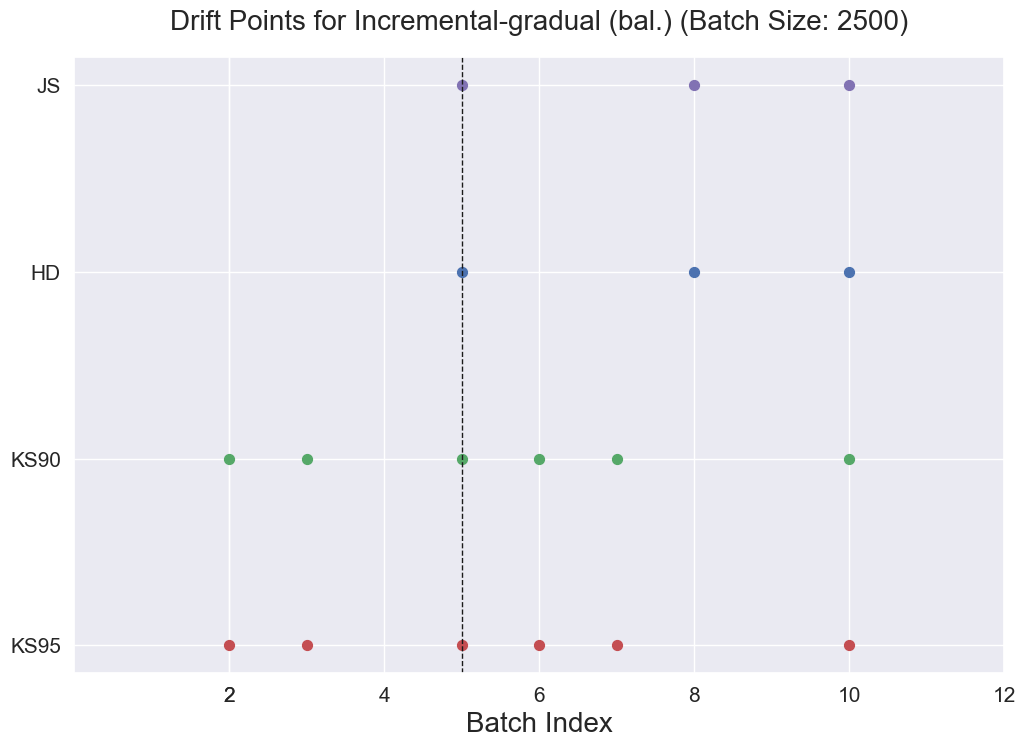 Drift Points for Incremental-gradual (bal.) (Batch Size: 2500)
JS
HD
KS90
KS95
2 4 6 8 10 12
Batch Index